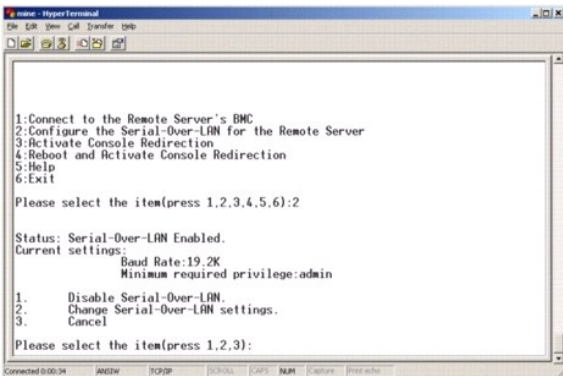 mine - HyperTerminal
File Edit View Call Transfer Help
1:Connect to the Remote Server's BMC
2:Configure the Serial-Over-LAN for the Remote Server
3:Activate Console Redirection
4:Reboot and Activate Console Redirection
5:Help
6:Exit
Please select the item(press 1,2,3,4,5,6):2
Status: Serial-Over-LAN Enabled.
Current settings:
Baud Rate:19.2K
Minimum required privilege:admin
1. Disable Serial-Over-LAN.
2. Change Serial-Over-LAN settings.
3. Cancel
Please select the item(press 1,2,3):
Connected 0:00:34 ANSIW TCP/IP SCROLL CAPS NUM Capture Print echo